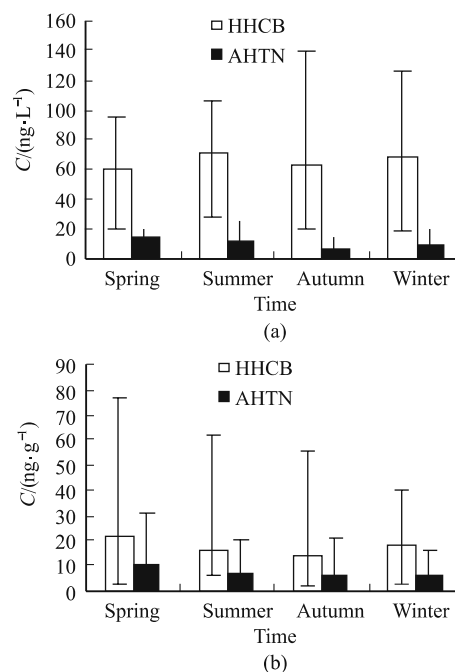 160
140
120
100
80
60
40
20
0
C/(ng·L⁻¹)
HHCB
AHTN
Spring Summer Autumn Winter
Time
(a)
90
80
70
60
50
40
30
20
10
0
C/(ng·g⁻¹)
HHCB
AHTN
Spring Summer Autumn Winter
Time
(b)